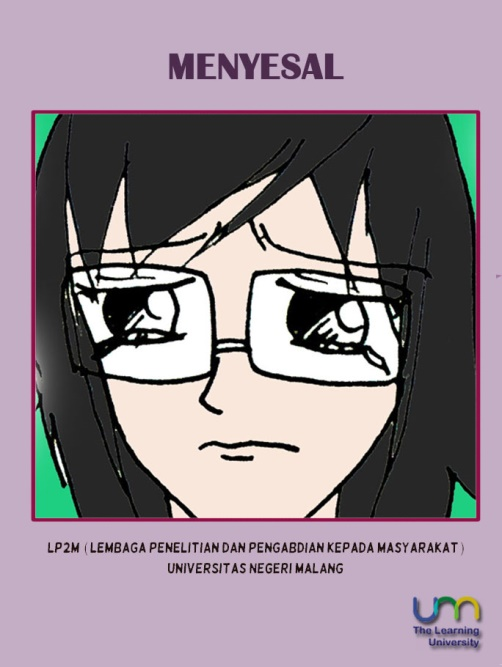 MENYESAL
LP2M ( LEMBAGA PENELITIAN DAN PENGABDIAN KEPADA MASYARAKAT )
UNIVERSITAS NEGERI MALANG
um
The Learning
University